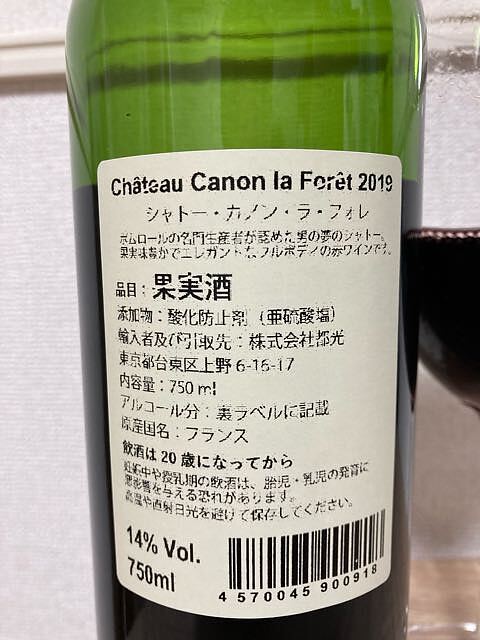 Château Canon la Forêt 2019
シャトー・カノン・ラ・フォレ
ポムロールの名門生産者が認めた男の夢のシャトー。
果実味豊かでエレガントなフルボディの赤ワインです。
品目：果実酒
添加物：酸化防止剤（亜硫酸塩）
輸入者及び引取先：株式会社都光
東京都台東区上野 6-16-17
内容量：750 ml
アルコール分：裏ラベルに記載
原産国名：フランス
飲酒は 20 歳になってから
妊娠中や授乳期の飲酒は、胎児・乳児の発育に
悪影響を与える恐れがあります。
高温や直射日光を避けて保存してください。
14% Vol.
750ml
4 570045 900918